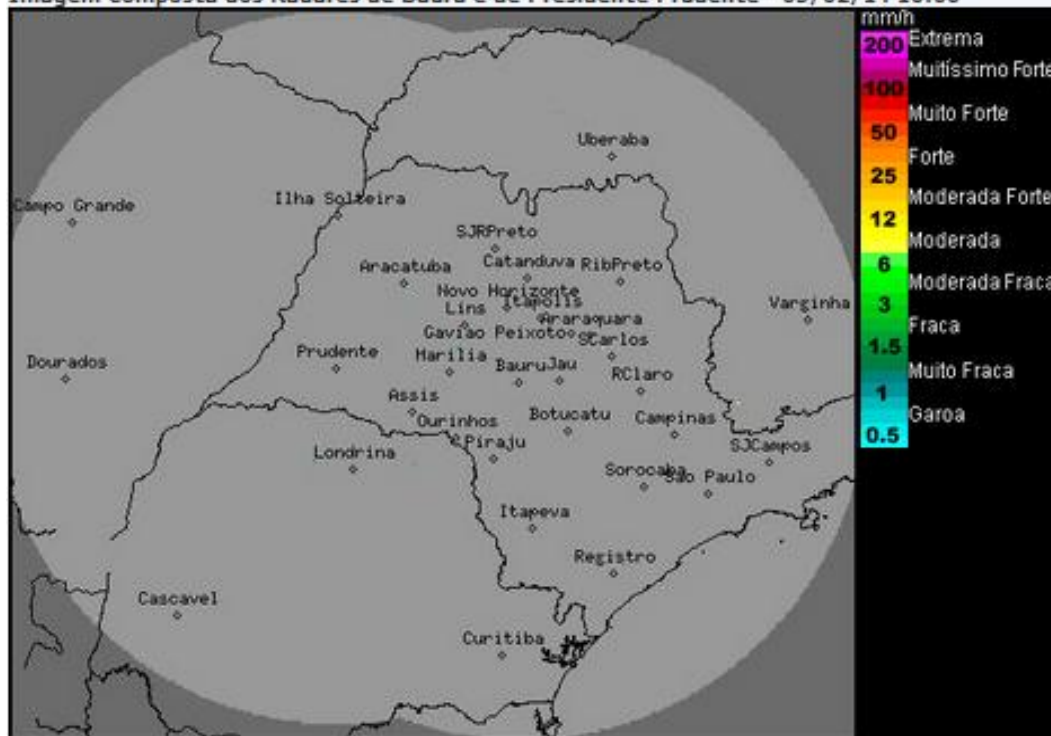 mm/h
200 Extrema
Muitíssimo Forte
100
Muito Forte
50
Forte
25
Moderada Forte
12
Moderada
6
Moderada Fraca
3
Fraca
1.5
Muito Fraca
1
Garoa
0.5
Uberaba
Campo Grande
Ilha Solteira
SJRPreto
Aracatuba
Catanduva
RibPreto
Novo Horizonte
Itapolis
Lins
Araraquara
Varginha
Gaviao Peixoto
SCarlos
Dourados
Prudente
Marilia
Bauru
Jau
RClaro
Assis
Ourinhos
Botucatu
Campinas
Piraju
Londrina
SJCampos
Sorocaba
Sao Paulo
Itapeva
Registro
Cascavel
Curitiba